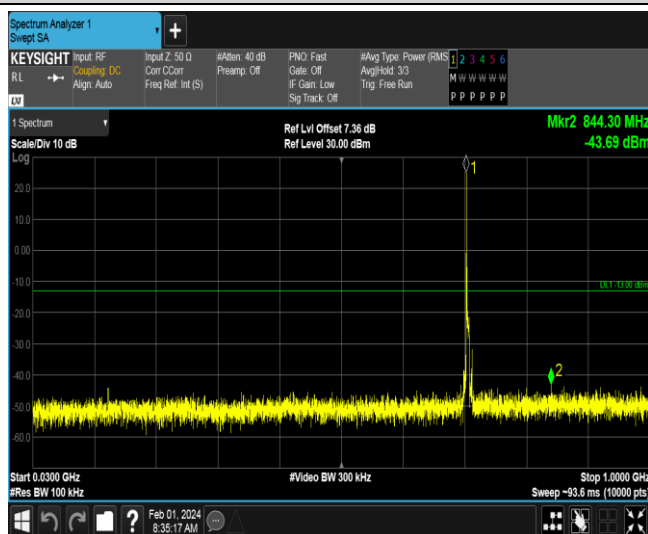 Spectrum Analyzer 1
Swept SA
+
KEYSIGHT
RL
LXI
Input: RF
Coupling: DC
Align: Auto
Input Z: 50 Ω
Corr CCorr
Freq Ref: Int (S)
#Atten: 40 dB
Preamp: Off
PNO: Fast
Gate: Off
IF Gain: Low
Sig Track: Off
#Avg Type: Power (RMS
Avg|Hold: 3/3
Trig: Free Run
1 2 3 4 5 6
M W W W W W
P P P P P P
1 Spectrum
Scale/Div 10 dB
Ref Lvl Offset 7.36 dB
Ref Level 30.00 dBm
Mkr2 844.30 MHz
-43.69 dBm
Log
1
20.0
10.0
0.00
-10.0
DL1 -13.00 dBm
-20.0
-30.0
-40.0
2
-50.0
-60.0
Start 0.0300 GHz
#Video BW 300 kHz
Stop 1.0000 GHz
#Res BW 100 kHz
Sweep ~93.6 ms (10000 pts)
?
Feb 01, 2024
8:35:17 AM